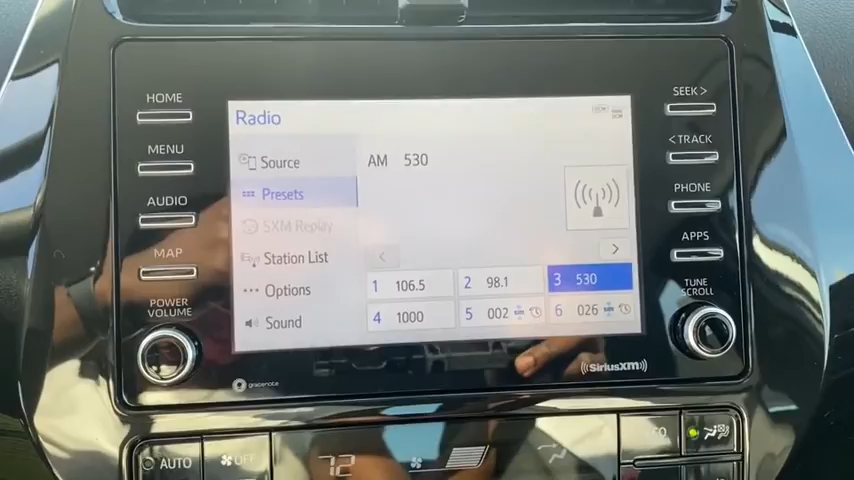 HOME
MENU
AUDIO
MAP
POWER
VOLUME
Radio
Source
Presets
SXM Replay
Station List
Options
Sound
AM 530
1 106.5
2 98.1
3 530
4 1000
5 002
6 026
SEEK >
< TRACK
PHONE
APPS
TUNE
SCROLL
gracenote
SiriusXM
AUTO
OFF
72